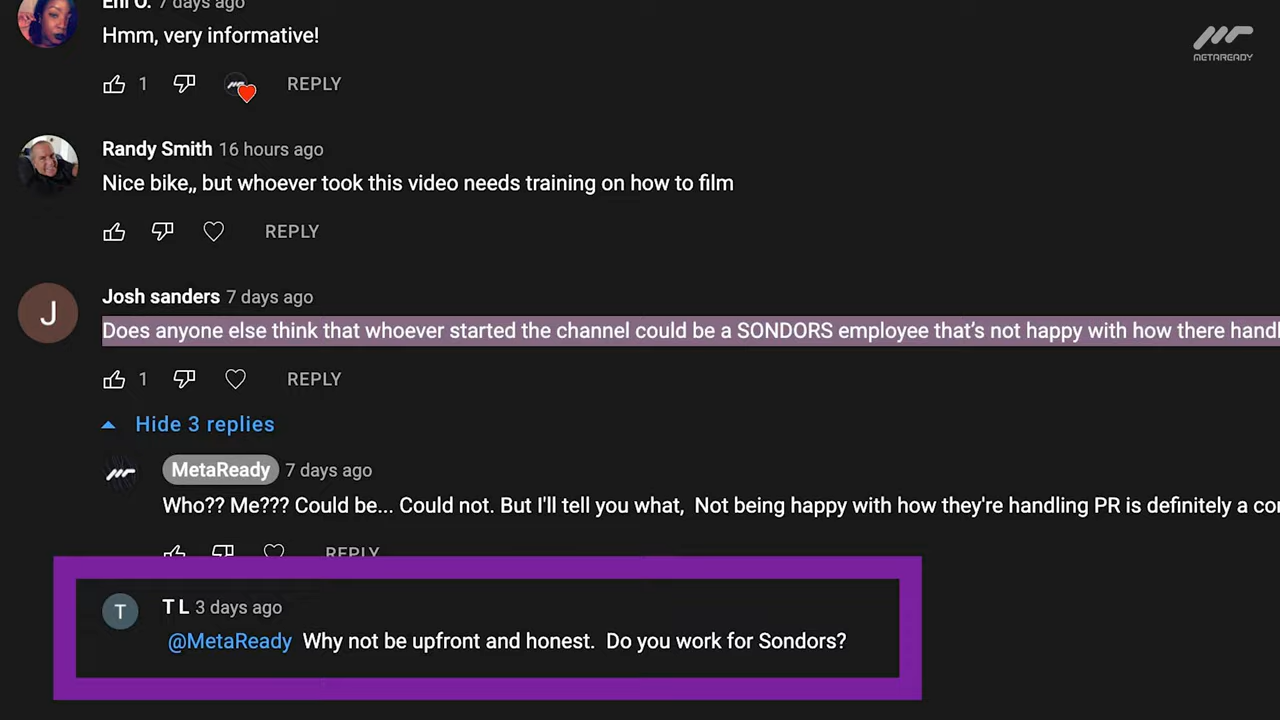 Eni O. 7 days ago
METAREADY
Hmm, very informative!
1 REPLY
Randy Smith 16 hours ago
Nice bike,, but whoever took this video needs training on how to film
REPLY
J
Josh sanders 7 days ago
Does anyone else think that whoever started the channel could be a SONDORS employee that's not happy with how there
1 REPLY
Hide 3 replies
MetaReady 7 days ago
Who?? Me??? Could be... Could not. But I'll tell you what, Not being happy with how they're handling PR is definitely a
REPLY
T
T L 3 days ago
@MetaReady Why not be upfront and honest. Do you work for Sondors?